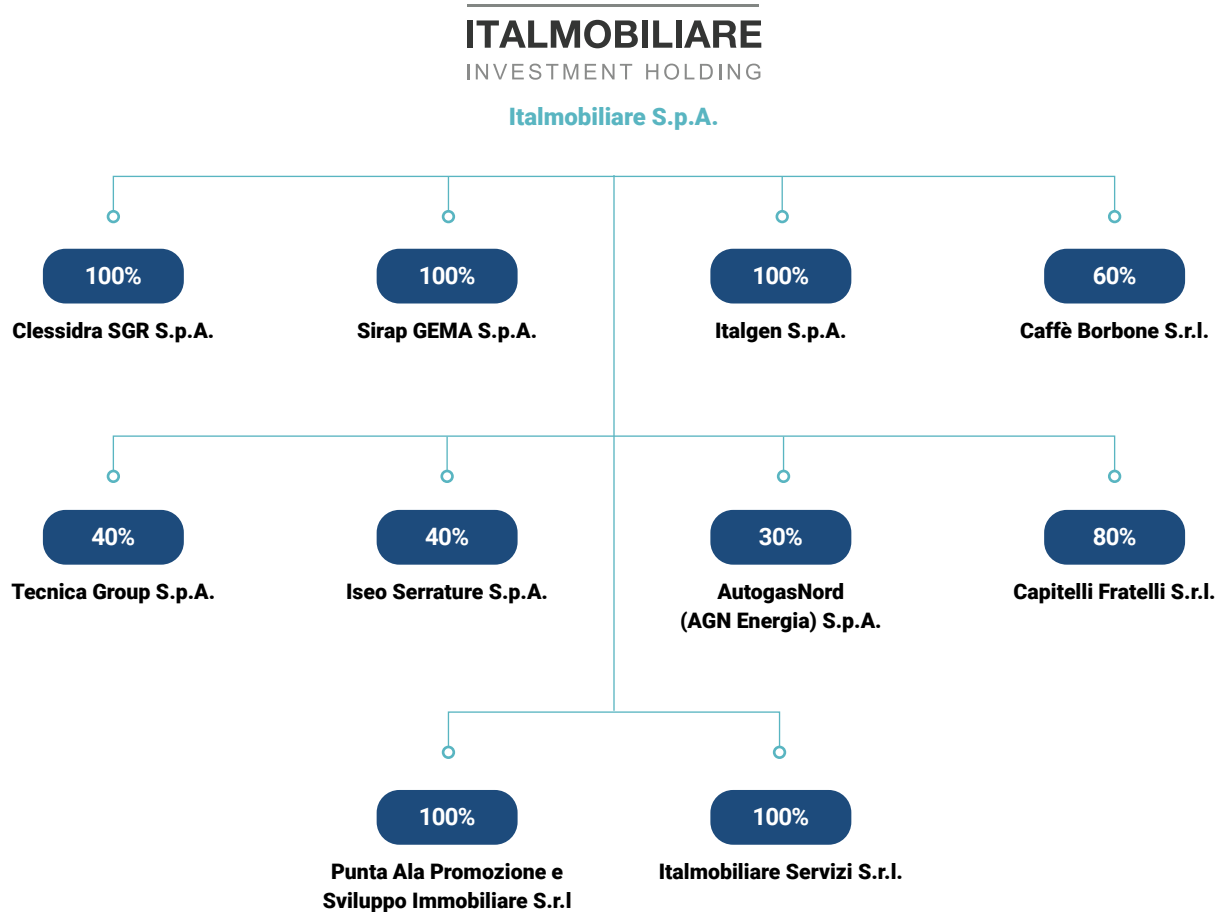 ITALMOBILIARE
INVESTMENT HOLDING
Italmobiliare S.p.A.
100%
Clessidra SGR S.p.A.
100%
Sirap GEMA S.p.A.
100%
Italgen S.p.A.
60%
Caffè Borbone S.r.l.
40%
Tecnica Group S.p.A.
40%
Iseo Serrature S.p.A.
30%
AutogasNord
(AGN Energia) S.p.A.
80%
Capitelli Fratelli S.r.l.
100%
Punta Ala Promozione e
Sviluppo Immobiliare S.r.l
100%
Italmobiliare Servizi S.r.l.